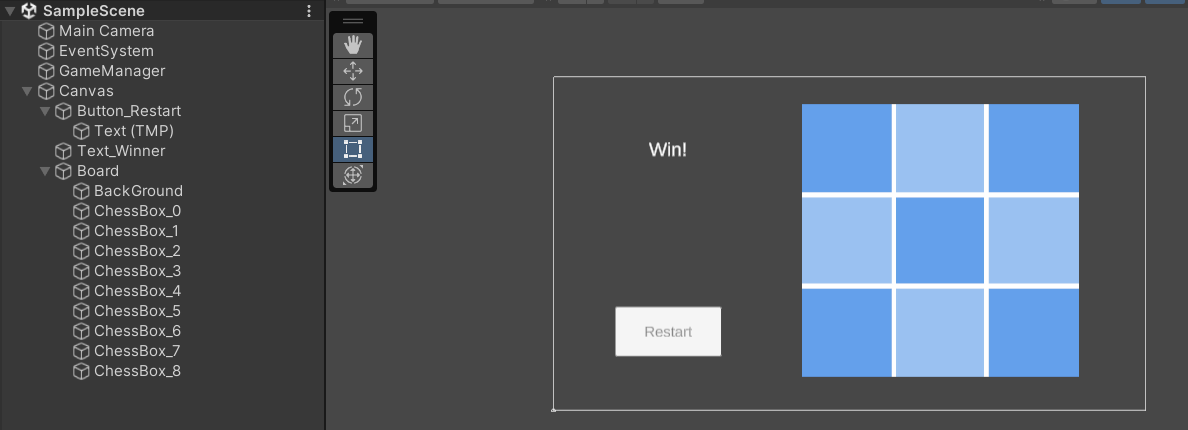 SampleScene
Main Camera
EventSystem
GameManager
Canvas
Button_Restart
Text (TMP)
Text_Winner
Board
BackGround
ChessBox_0
ChessBox_1
ChessBox_2
ChessBox_3
ChessBox_4
ChessBox_5
ChessBox_6
ChessBox_7
ChessBox_8
Win!
Restart